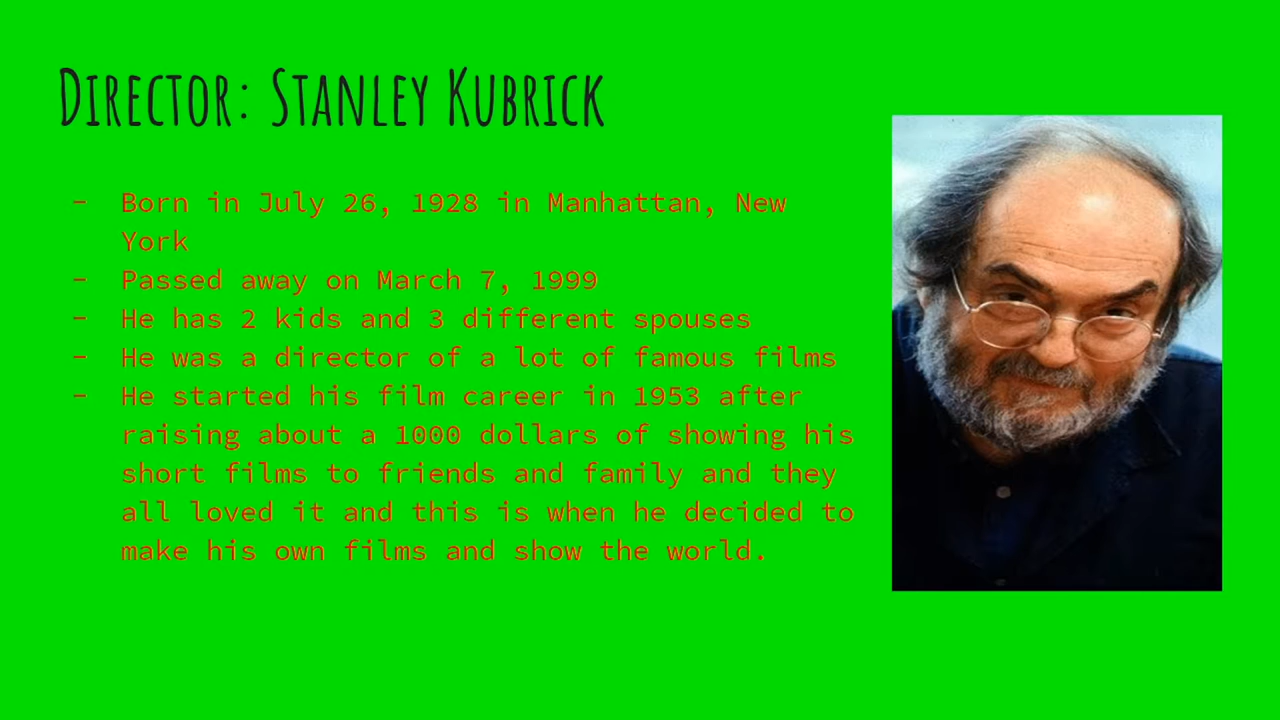 Director: Stanley Kubrick
- Born in July 26, 1928 in Manhattan, New
York
- Passed away on March 7, 1999
- He has 2 kids and 3 different spouses
- He was a director of a lot of famous films
- He started his film career in 1953 after
raising about a 1000 dollars of showing his
short films to friends and family and they
all loved it and this is when he decided to
make his own films and show the world.